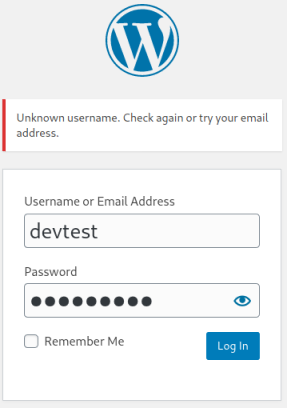 Unknown username. Check again or try your email
address.
Username or Email Address
devtest
Password
●●●●●●●●●
Remember Me
Log In